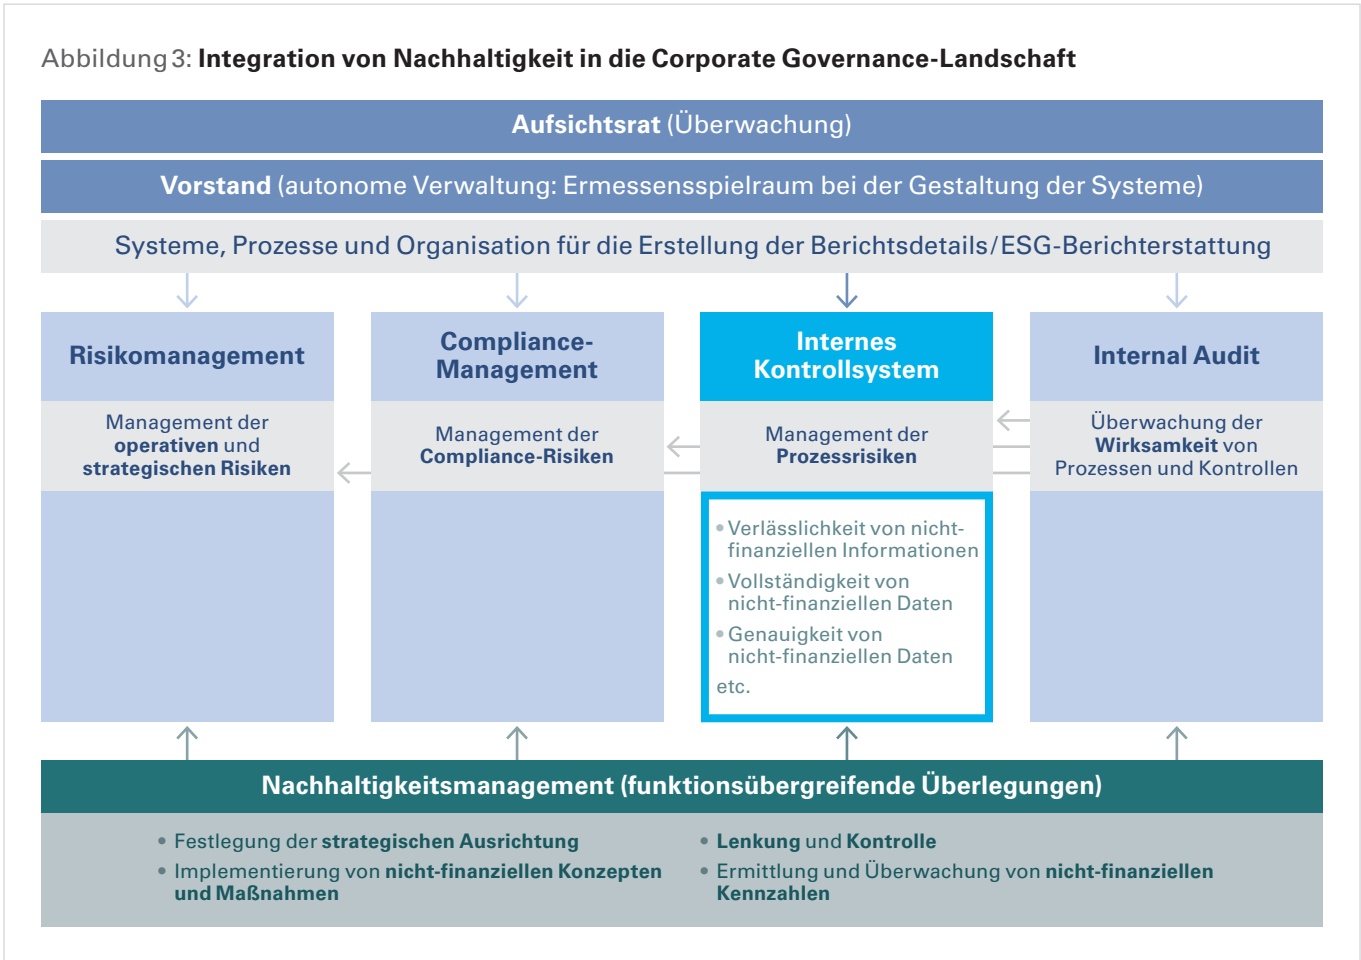 Abbildung 3: Integration von Nachhaltigkeit in die Corporate Governance-Landschaft
Aufsichtsrat (Überwachung)
Vorstand (autonome Verwaltung: Ermessensspielraum bei der Gestaltung der Systeme)
Systeme, Prozesse und Organisation für die Erstellung der Berichtsdetails/ESG-Berichterstattung
Risikomanagement
Management der
operativen und
strategischen Risiken
Compliance-
Management
Management der
Compliance-Risiken
Internes
Kontrollsystem
Management der
Prozessrisiken
• Verlässlichkeit von nicht-
finanziellen Informationen
• Vollständigkeit von
nicht-finanziellen Daten
• Genauigkeit von
nicht-finanziellen Daten
etc.
Internal Audit
Überwachung der
Wirksamkeit von
Prozessen und Kontrollen
Nachhaltigkeitsmanagement (funktionsübergreifende Überlegungen)
• Festlegung der strategischen Ausrichtung
• Implementierung von nicht-finanziellen Konzepten
und Maßnahmen
• Lenkung und Kontrolle
• Ermittlung und Überwachung von nicht-finanziellen
Kennzahlen